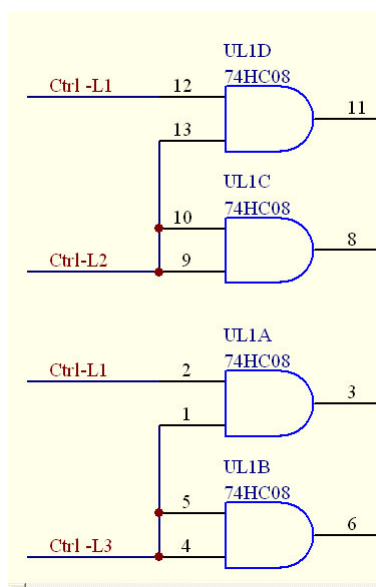 UL1D
74HC08
Ctrl -L1 12
11
13
UL1C
74HC08
10
8
Ctrl-L2 9
UL1A
74HC08
Ctrl-L1 2
3
1
UL1B
74HC08
5
6
Ctrl -L3 4